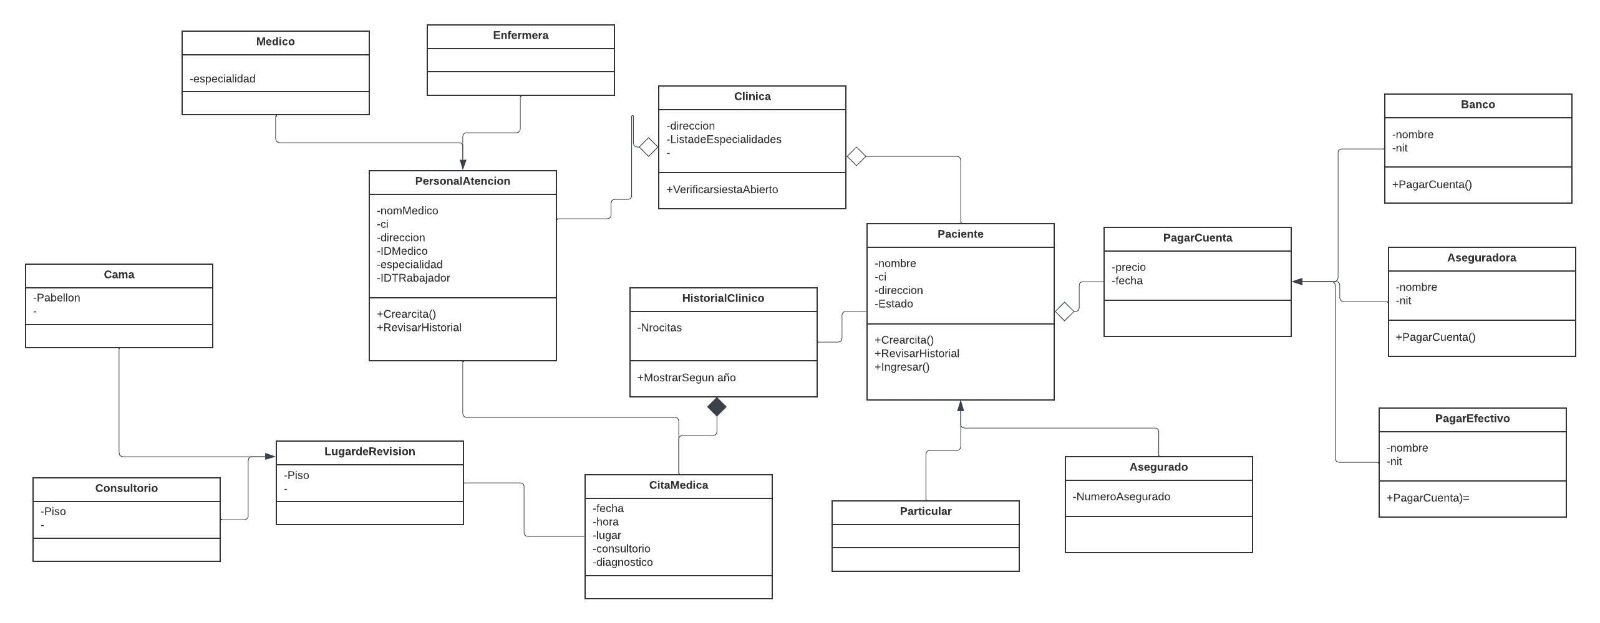 Medico
-especialidad
Enfermera
Clinica
-direccion
-ListadeEspecialidades
-
+VerificarsiestaAbierto
Banco
-nombre
-nit
+PagarCuenta()
PersonalAtencion
-nomMedico
-ci
-direccion
-IDMedico
-especialidad
-IDTRabajador
+Crearcita()
+RevisarHistorial
Paciente
-nombre
-ci
-direccion
-Estado
+Crearcita()
+RevisarHistorial
+Ingresar()
PagarCuenta
-precio
-fecha
Aseguradora
-nombre
-nit
+PagarCuenta()
Cama
-Pabellon
-
HistorialClinico
-Nrocitas
+MostrarSegun año
PagarEfectivo
-nombre
-nit
+PagarCuenta)=
LugardeRevision
-Piso
-
Consultorio
-Piso
-
CitaMedica
-fecha
-hora
-lugar
-consultorio
-diagnostico
Particular
Asegurado
-NumeroAsegurado